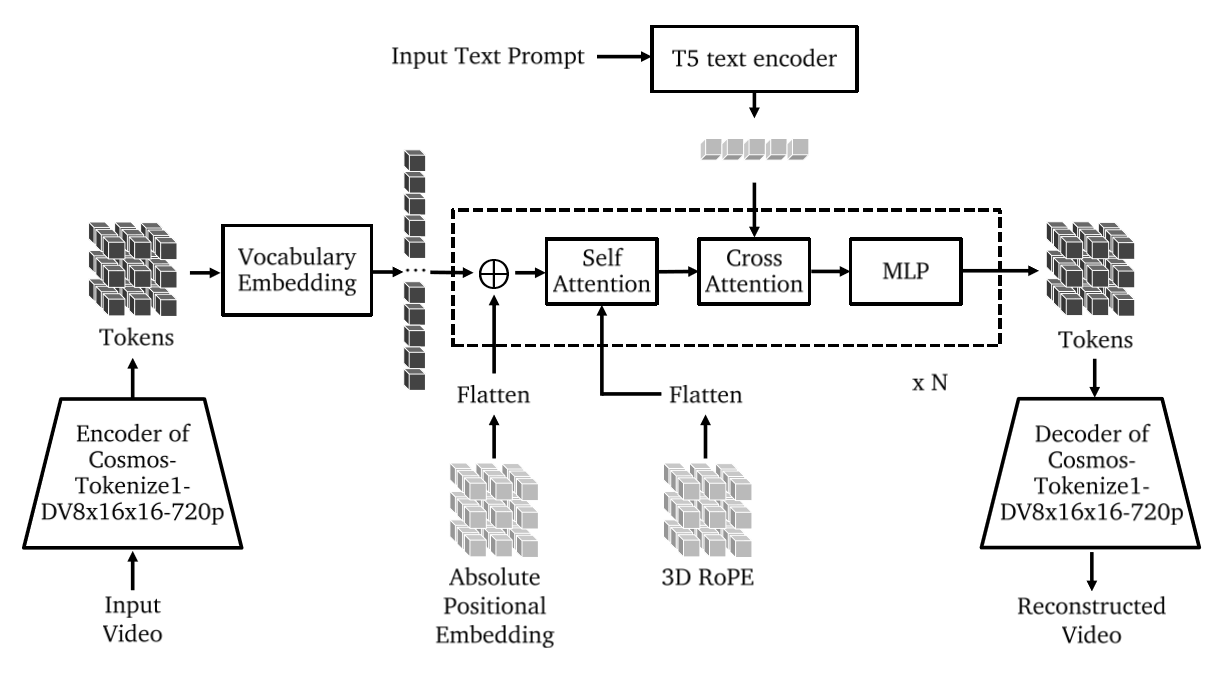 Input Text Prompt
T5 text encoder
Vocabulary
Embedding
...
Self
Attention
Cross
Attention
MLP
Tokens
Tokens
x N
Flatten
Flatten
Encoder of
Cosmos-
Tokenize1-
DV8x16x16-720p
Decoder of
Cosmos-
Tokenize1-
DV8x16x16-720p
Absolute
Positional
Embedding
3D RoPE
Input
Video
Reconstructed
Video